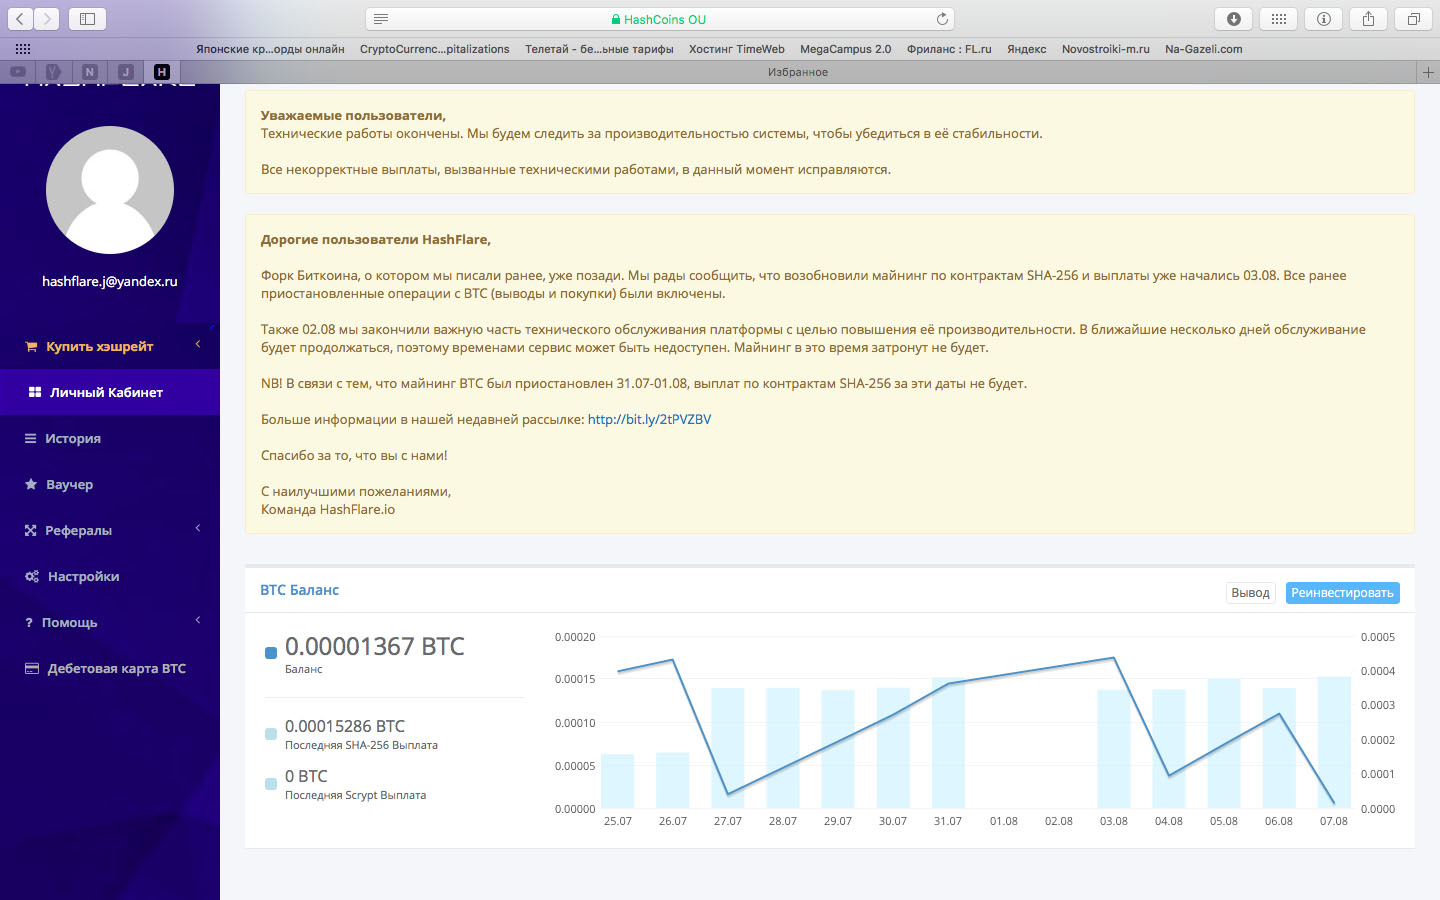 HashCoins OU
Японские кр...орды онлайн
CryptoCurrenc...pitalizations
Телетай - бе...ьные тарифы
Хостинг TimeWeb
MegaCampus 2.0
Фриланс : FL.ru
Яндекс
Novostroiki-m.ru
Na-Gazeli.com
Y
N
J
H
Избранное
hashflare.j@yandex.ru
Купить хэшрейт
Личный Кабинет
История
Ваучер
Рефералы
Настройки
? Помощь
Дебетовая карта BTC
Уважаемые пользователи,
Технические работы окончены. Мы будем следить за производительностью системы, чтобы убедиться в её стабильности.
Все некорректные выплаты, вызванные техническими работами, в данный момент исправляются.
Дорогие пользователи HashFlare,
Форк Биткоина, о котором мы писали ранее, уже позади. Мы рады сообщить, что возобновили майнинг по контрактам SHA-256 и выплаты уже начались 03.08. Все ранее
приостановленные операции с BTC (выводы и покупки) были включены.
Также 02.08 мы закончили важную часть технического обслуживания платформы с целью повышения её производительности. В ближайшие несколько дней обслуживание
будет продолжаться, поэтому временами сервис может быть недоступен. Майнинг в это время затронут не будет.
NB! В связи с тем, что майнинг BTC был приостановлен 31.07-01.08, выплат по контрактам SHA-256 за эти даты не будет.
Больше информации в нашей недавней рассылке: http://bit.ly/2tPVZBV
Спасибо за то, что вы с нами!
С наилучшими пожеланиями,
Команда HashFlare.io
BTC Баланс
Вывод
Реинвестировать
0.00001367 BTC
Баланс
0.00015286 BTC
Последняя SHA-256 Выплата
0 BTC
Последняя Scrypt Выплата
0.00020
0.00015
0.00010
0.00005
0.00000
0.0005
0.0004
0.0003
0.0002
0.0001
0.0000
25.07 26.07 27.07 28.07 29.07 30.07 31.07 01.08 02.08 03.08 04.08 05.08 06.08 07.08